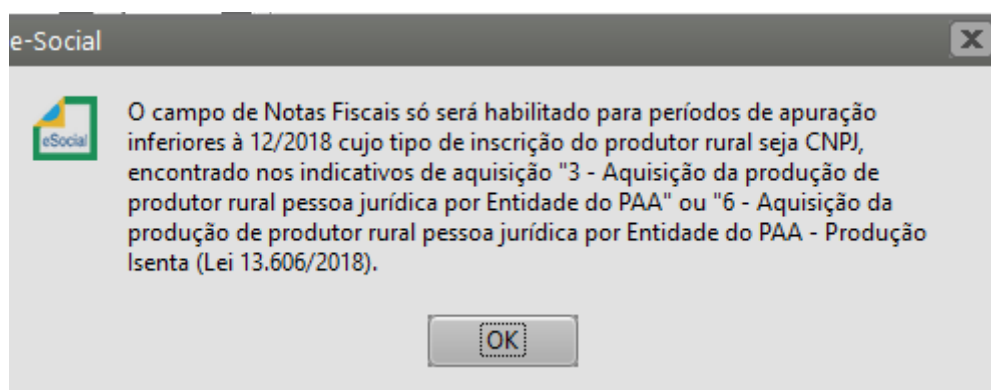 e-Social
O campo de Notas Fiscais só será habilitado para períodos de apuração
inferiores à 12/2018 cujo tipo de inscrição do produtor rural seja CNPJ,
encontrado nos indicativos de aquisição "3 - Aquisição da produção de
produtor rural pessoa jurídica por Entidade do PAA" ou "6 - Aquisição da
produção de produtor rural pessoa jurídica por Entidade do PAA - Produção
Isenta (Lei 13.606/2018).
eSocial
OK